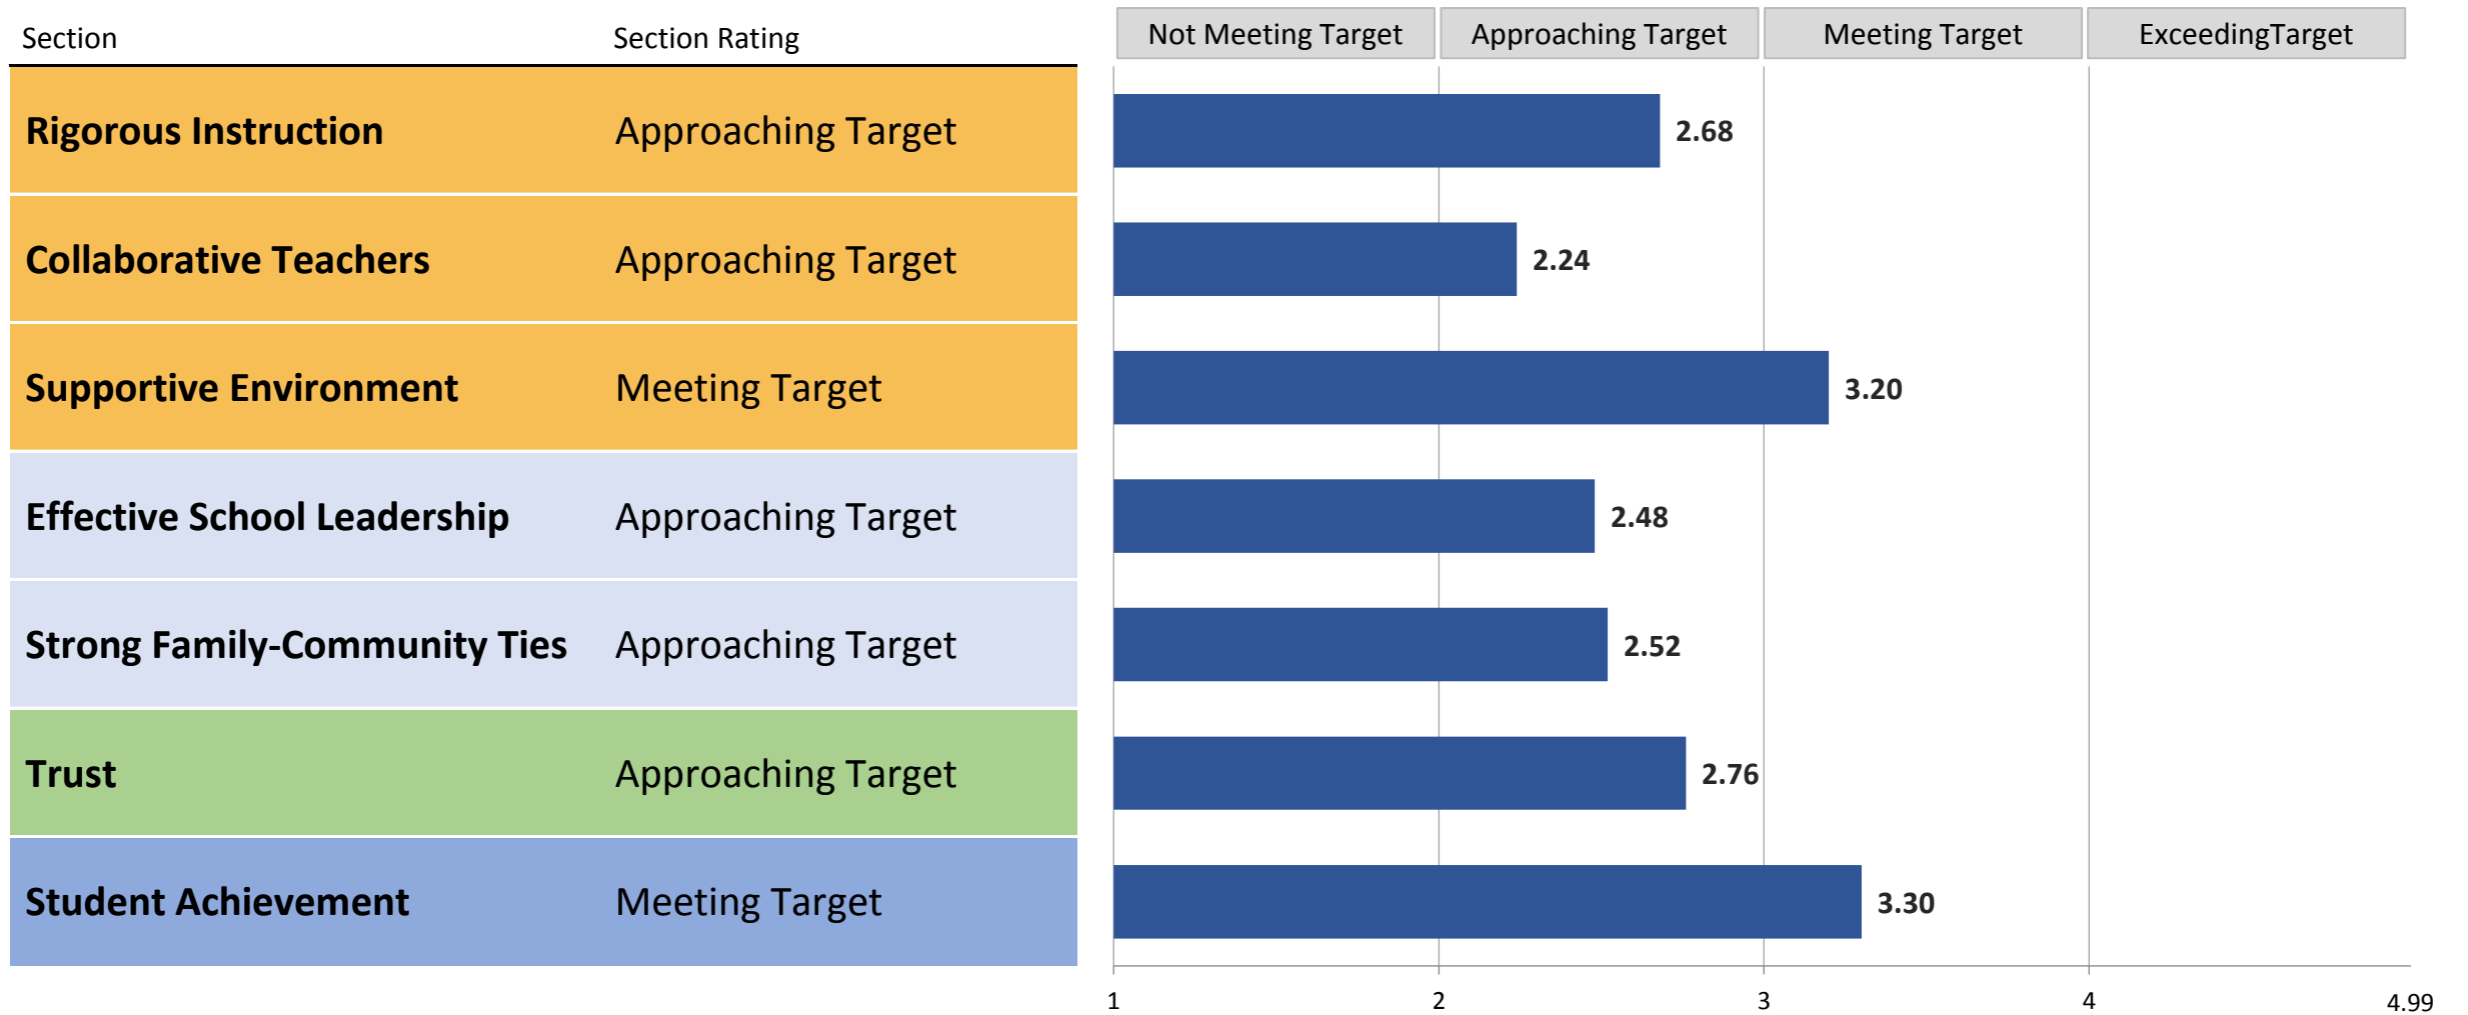 Section Section Rating Not Meeting Target Approaching Target Meeting Target ExceedingTarget
Rigorous Instruction Approaching Target 2.68
Collaborative Teachers Approaching Target 2.24
Supportive Environment Meeting Target 3.20
Effective School Leadership Approaching Target 2.48
Strong Family-Community Ties Approaching Target 2.52
Trust Approaching Target 2.76
Student Achievement Meeting Target 3.30
1 2 3 4 4.99